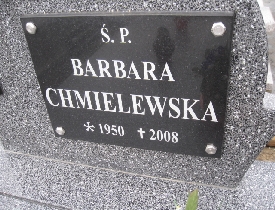 Ś. P.
BARBARA
CHMIELEWSKA
* 1950 ✝ 2008